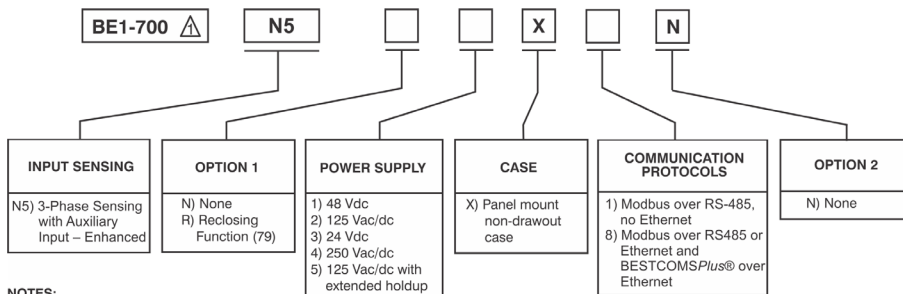 BE1-700 1 N5 X N
INPUT SENSING
N5) 3-Phase Sensing
with Auxiliary
Input – Enhanced
OPTION 1
N) None
R) Reclosing
Function (79)
POWER SUPPLY
1) 48 Vdc
2) 125 Vac/dc
3) 24 Vdc
4) 250 Vac/dc
5) 125 Vac/dc with
extended holdup
CASE
X) Panel mount
non-drawout
case
COMMUNICATION
PROTOCOLS
1) Modbus over RS-485,
no Ethernet
8) Modbus over RS485 or
Ethernet and
BESTCOMSPlus® over
Ethernet
OPTION 2
N) None
NOTES: